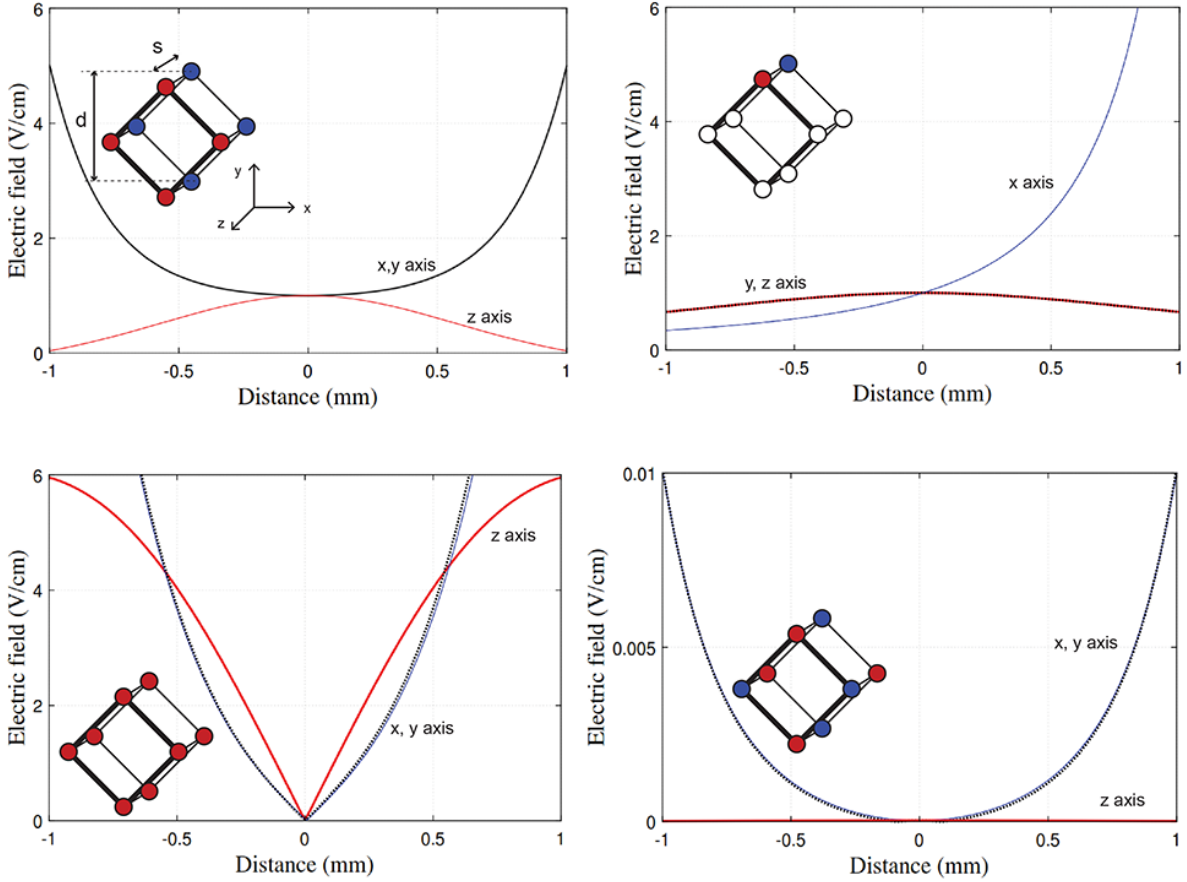 6
4
2
0
-1
-0.5
0
0.5
1
Electric field (V/cm)
Distance (mm)
s
d
y
x
z
x,y axis
z axis
6
4
2
0
-1
-0.5
0
0.5
1
Electric field (V/cm)
Distance (mm)
x axis
y, z axis
6
4
2
0
-1
-0.5
0
0.5
1
Electric field (V/cm)
Distance (mm)
z axis
x, y axis
0.01
0.005
0
-1
-0.5
0
0.5
1
Electric field (V/cm)
Distance (mm)
x, y axis
z axis